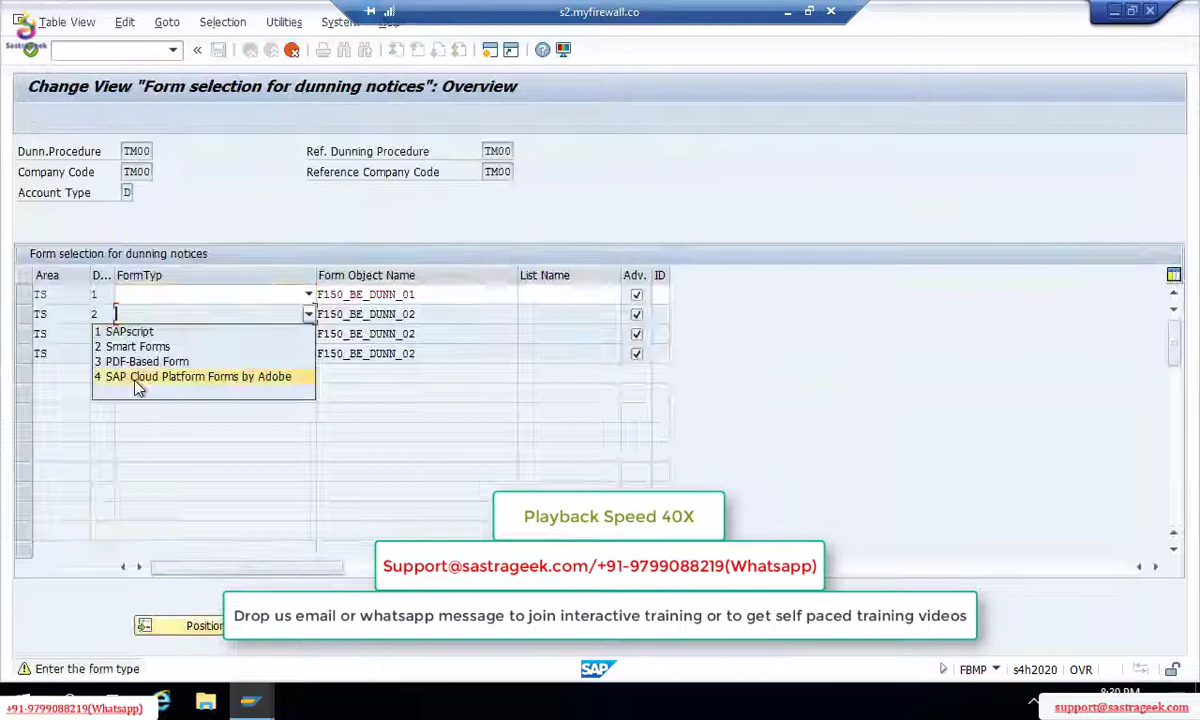 Table View Edit Goto Selection Utilities System
s2.myfirewall.co
Sastrageek
Change View "Form selection for dunning notices": Overview
Dunn.Procedure TM00 Ref. Dunning Procedure TM00
Company Code TM00 Reference Company Code TM00
Account Type D
Form selection for dunning notices
Area D... FormTyp Form Object Name List Name Adv. ID
TS 1 F150_BE_DUNN_01
TS 2 F150_BE_DUNN_02
TS F150_BE_DUNN_02
TS F150_BE_DUNN_02
1 SAPscript
2 Smart Forms
3 PDF-Based Form
4 SAP Cloud Platform Forms by Adobe
Playback Speed 40X
Support@sastrageek.com/+91-9799088219(Whatsapp)
Drop us email or whatsapp message to join interactive training or to get self paced training videos
Position
Enter the form type
SAP
FBMP s4h2020 OVR
+91-9799088219(Whatsapp)
support@sastrageek.com